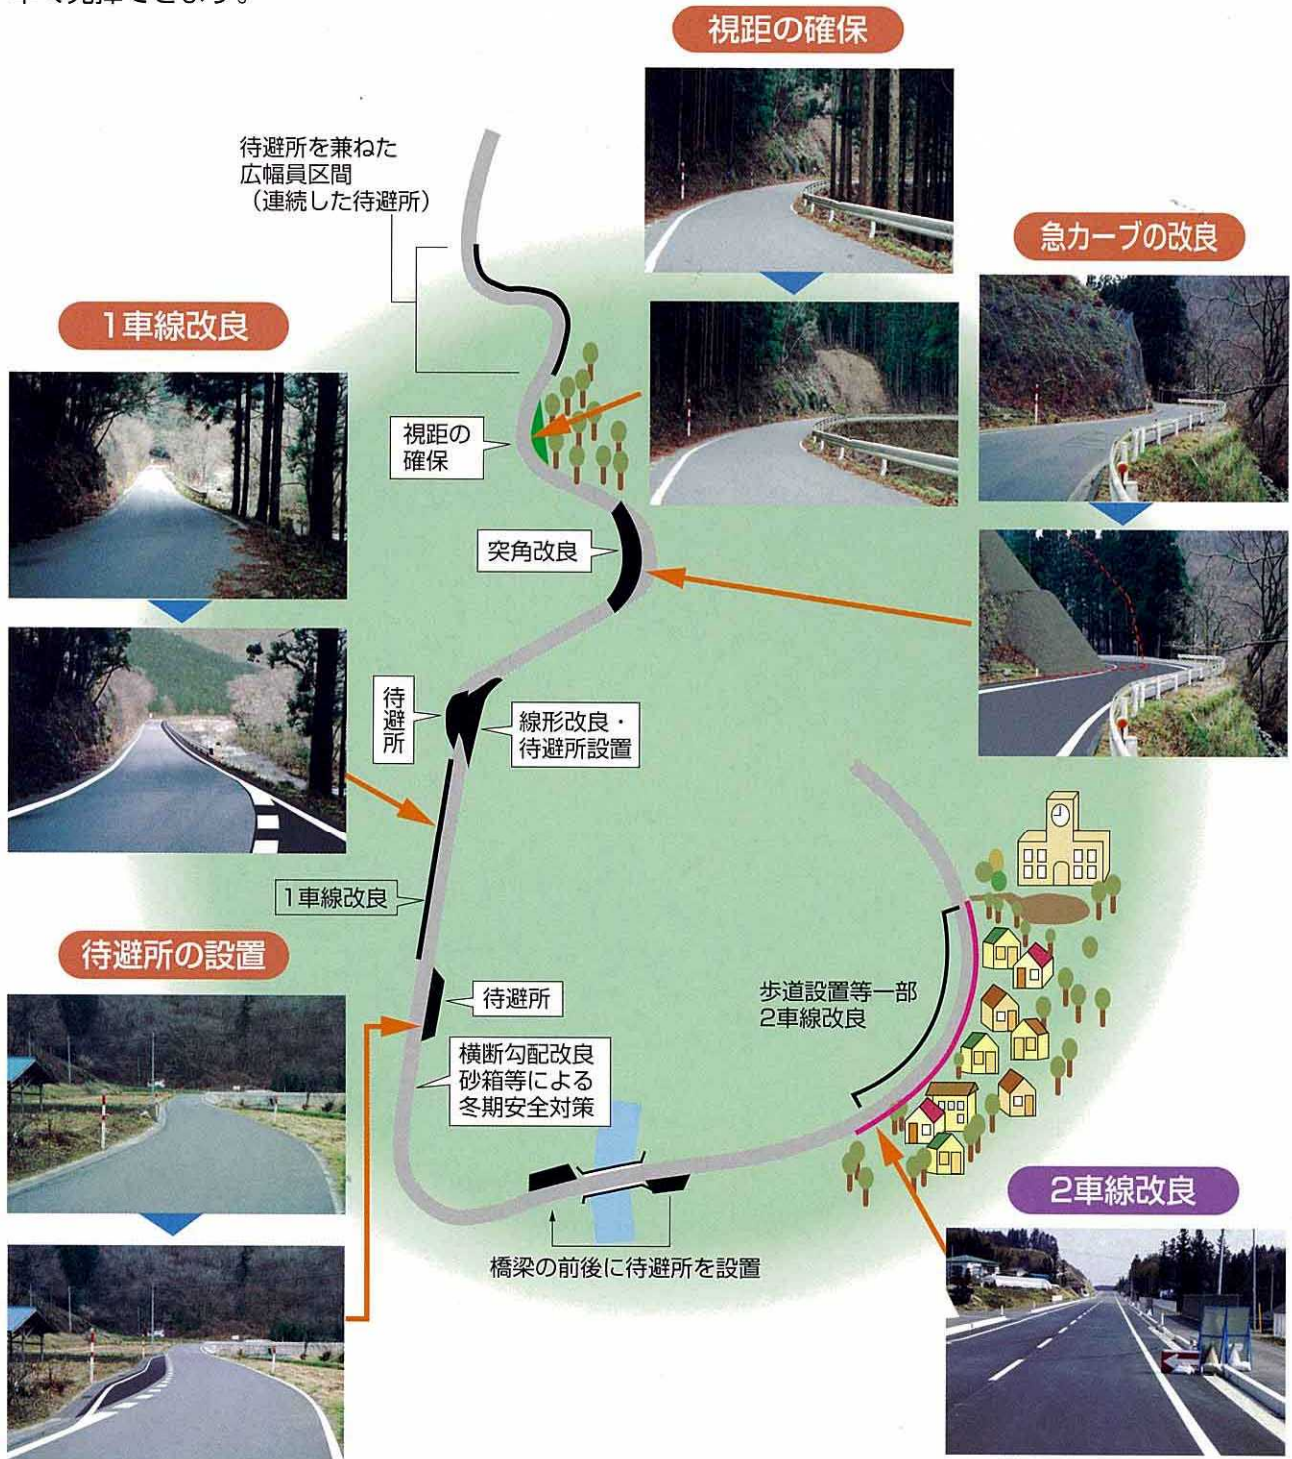 視距の確保
待避所を兼ねた
広幅員区間
(連続した待避所)
急カーブの改良
1車線改良
視距の
確保
突角改良
待避所
線形改良・
待避所設置
1車線改良
待避所の設置
待避所
歩道設置等一部
2車線改良
横断勾配改良
砂箱等による
冬期安全対策
2車線改良
橋梁の前後に待避所を設置